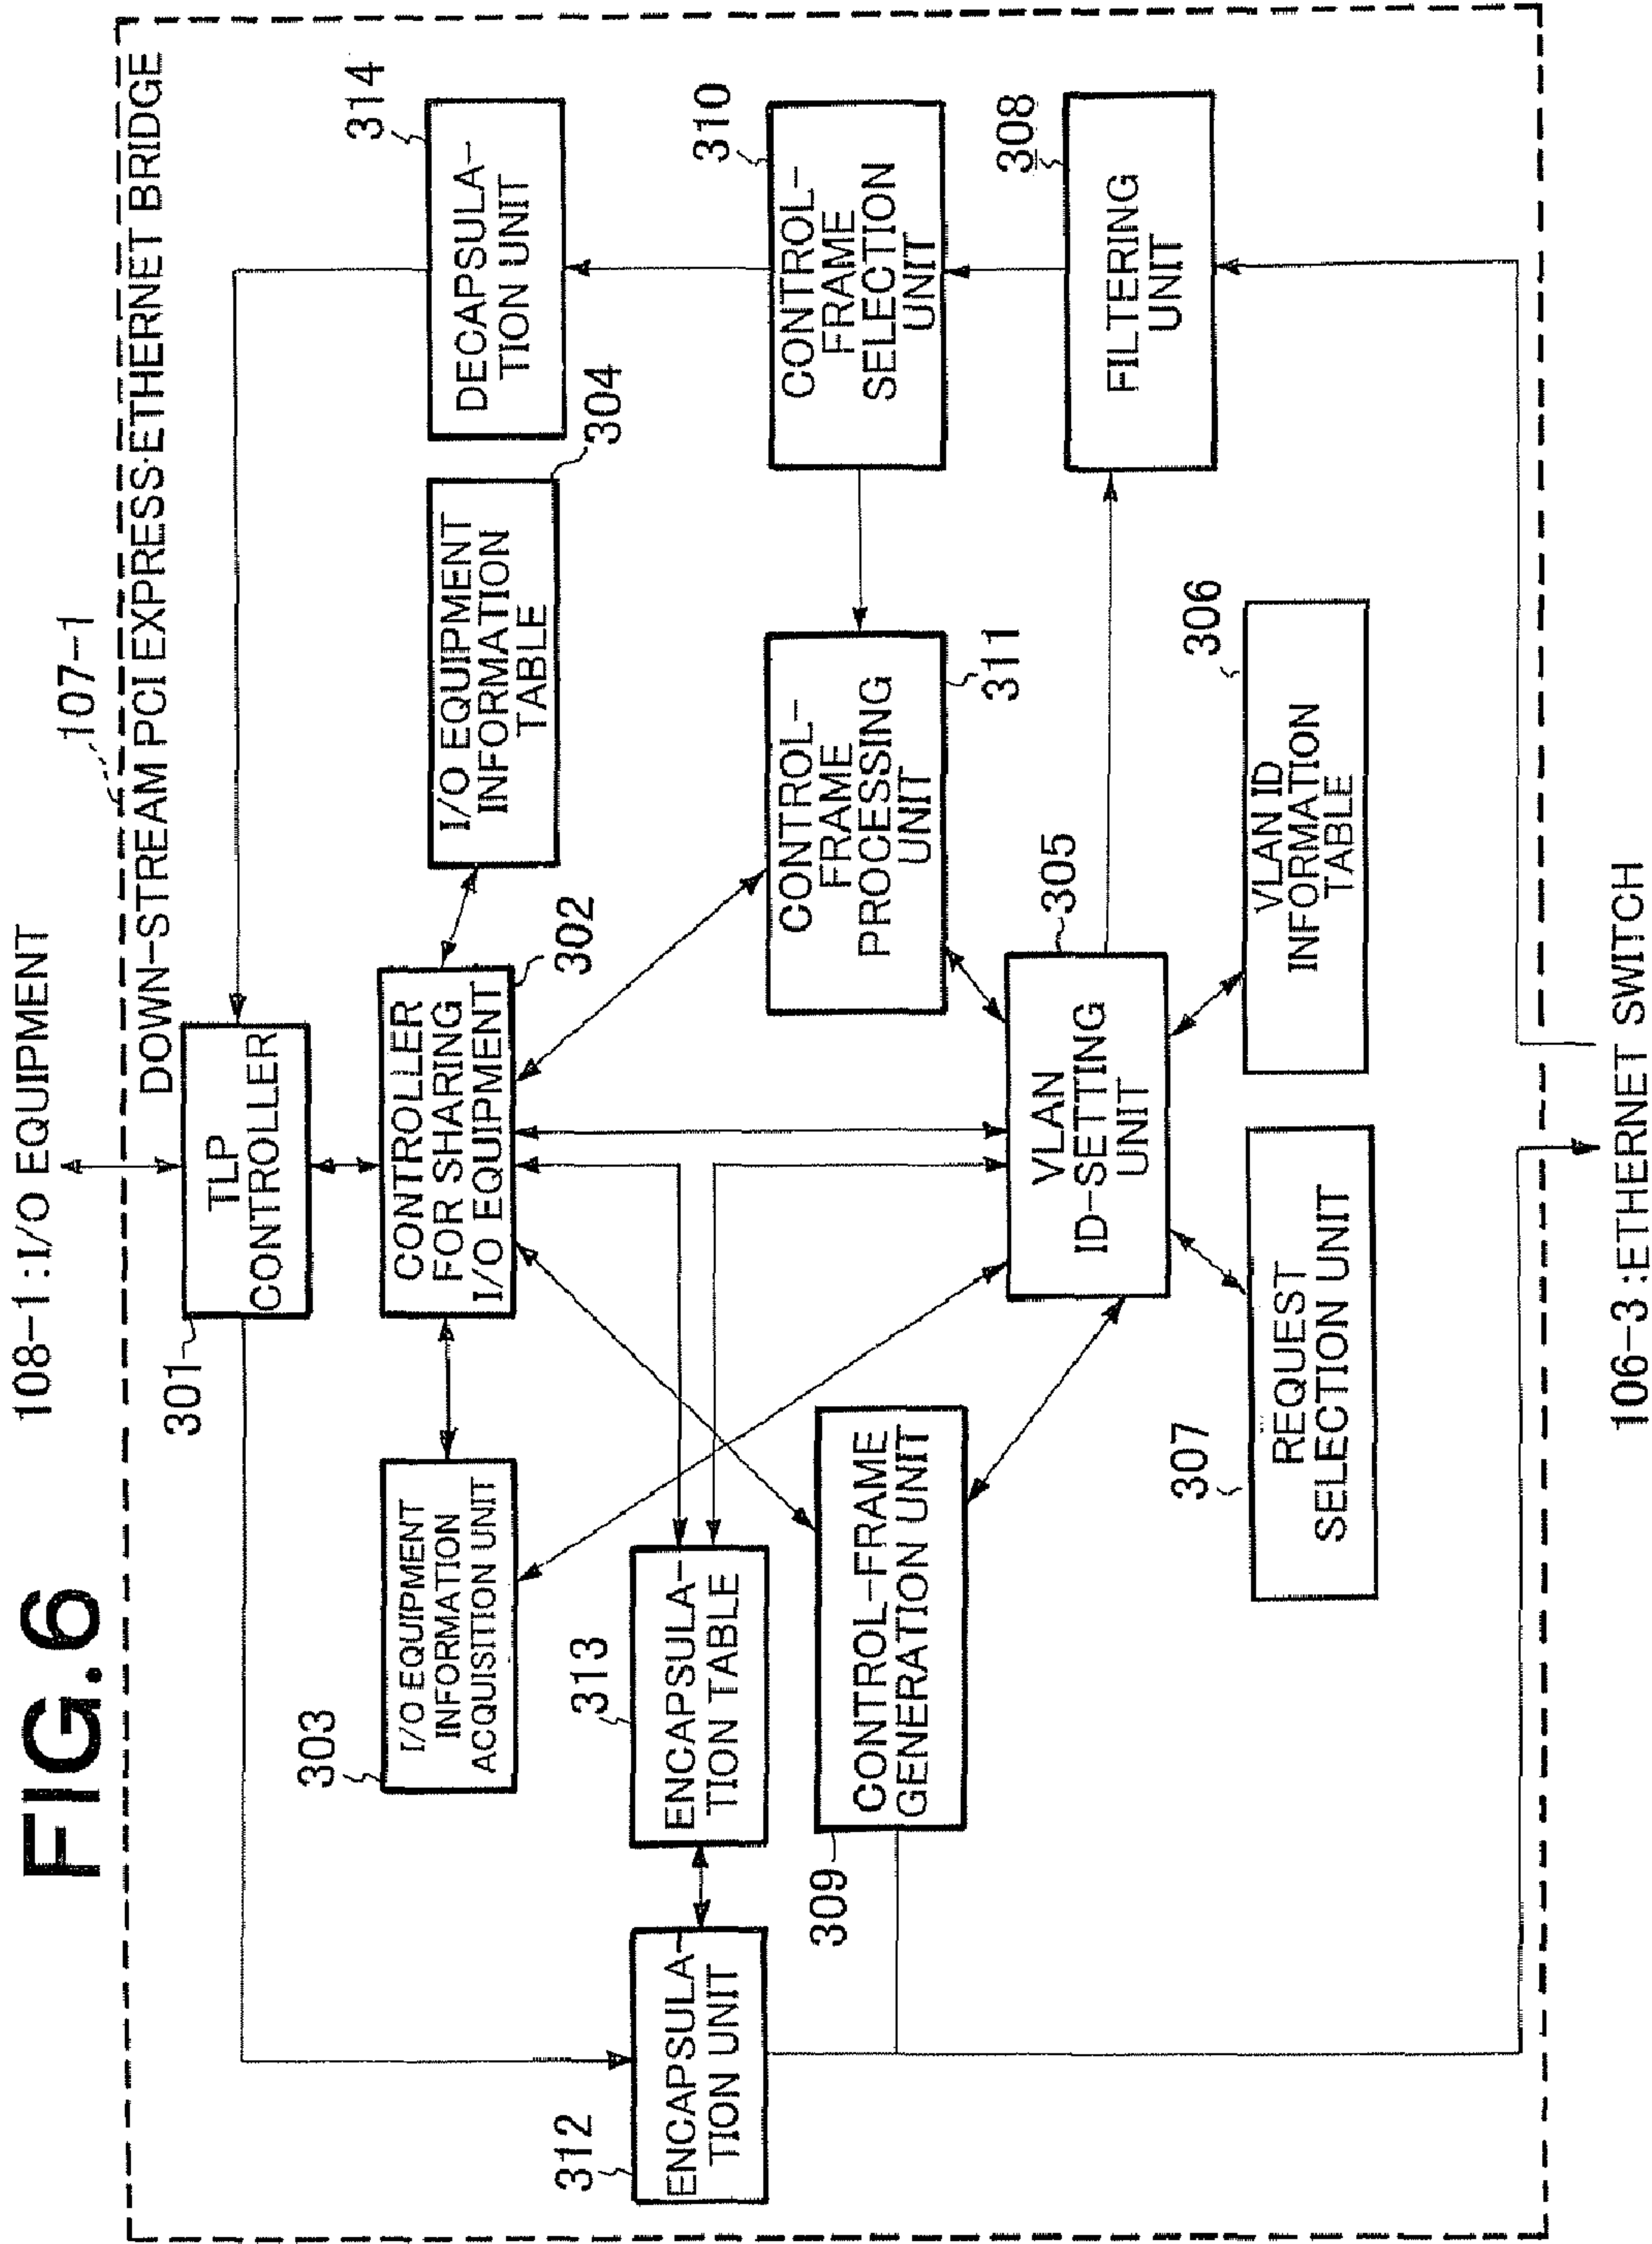 FIG.6
108-1:I/O EQUIPMENT
107-1
DOWN-STREAM PCI EXPRESS·ETHERNET BRIDGE
301
TLP
CONTROLLER
314
DECAPSULA-
TION UNIT
303
I/O EQUIPMENT
INFORMATION
ACQUISITION UNIT
CONTROLLER
FOR SHARING
I/O EQUIPMENT
302
I/O EQUIPMENT
INFORMATION
TABLE
304
312
ENCAPSULA-
TION UNIT
313
ENCAPSULA-
TION TABLE
309
CONTROL-FRAME
GENERATION UNIT
CONTROL-
FRAME
PROCESSING
UNIT
311
310
CONTROL-
FRAME
SELECTION
UNIT
305
VLAN
ID-SETTING
UNIT
308
FILTERING
UNIT
307
REQUEST
SELECTION UNIT
306
VLAN ID
INFORMATION
TABLE
106-3:ETHERNET SWITCH